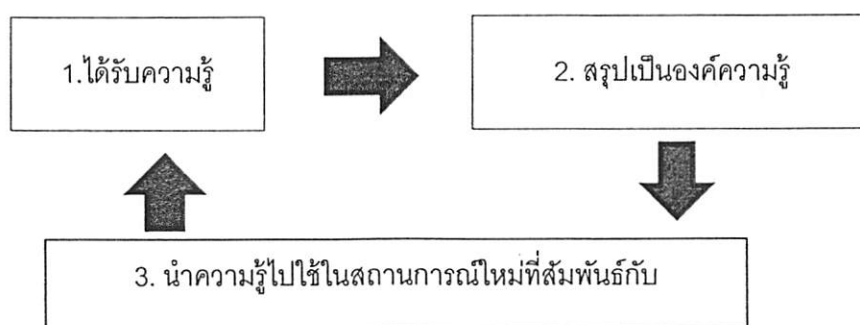 1.ได้รับความรู้
2. สรุปเป็นองค์ความรู้
3. นำความรู้ไปใช้ในสถานการณ์ใหม่ที่สัมพันธ์กับ